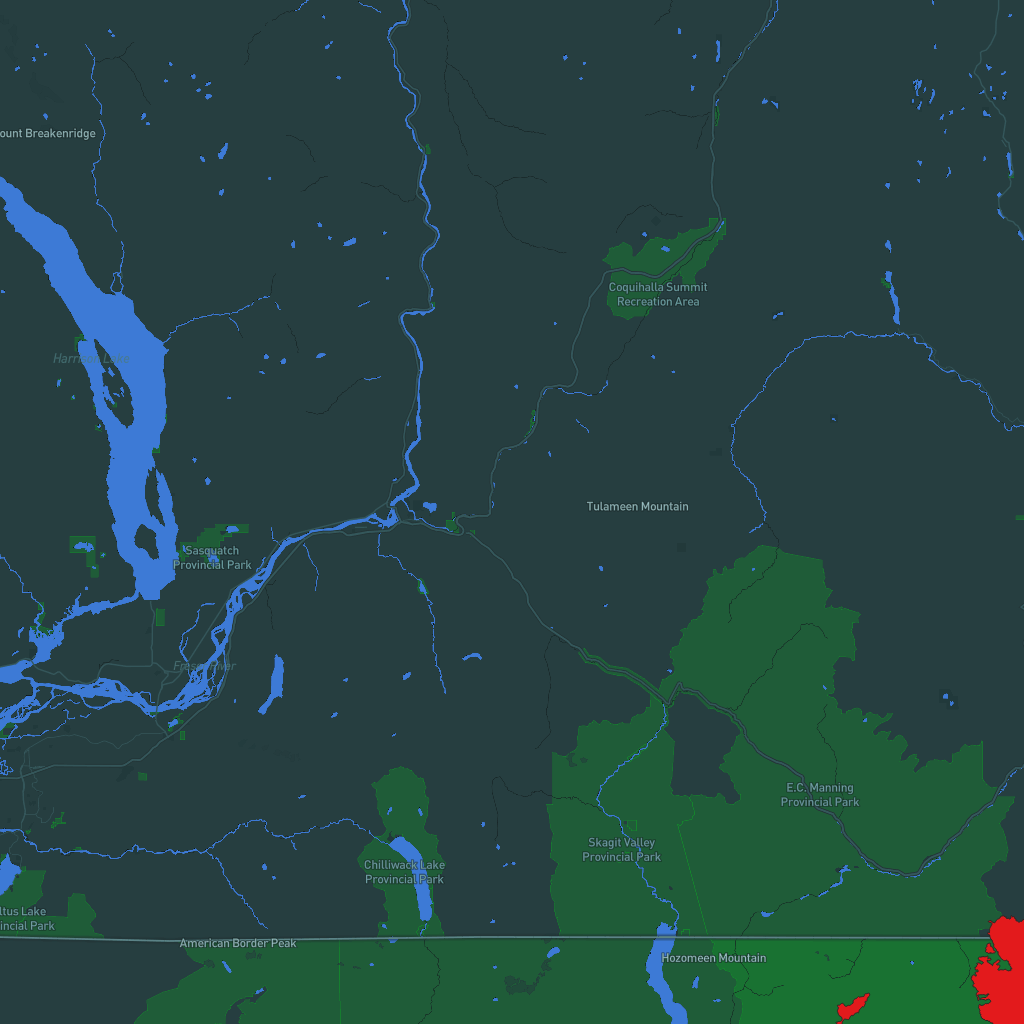 ount Breakenridge
Coquihalla Summit
Recreation Area
Harrison Lake
Tulameen Mountain
Sasquatch
Provincial Park
Fraser River
E.C. Manning
Provincial Park
Skagit Valley
Provincial Park
Chilliwack Lake
Provincial Park
ltus Lake
incial Park
American Border Peak
Hozomeen Mountain